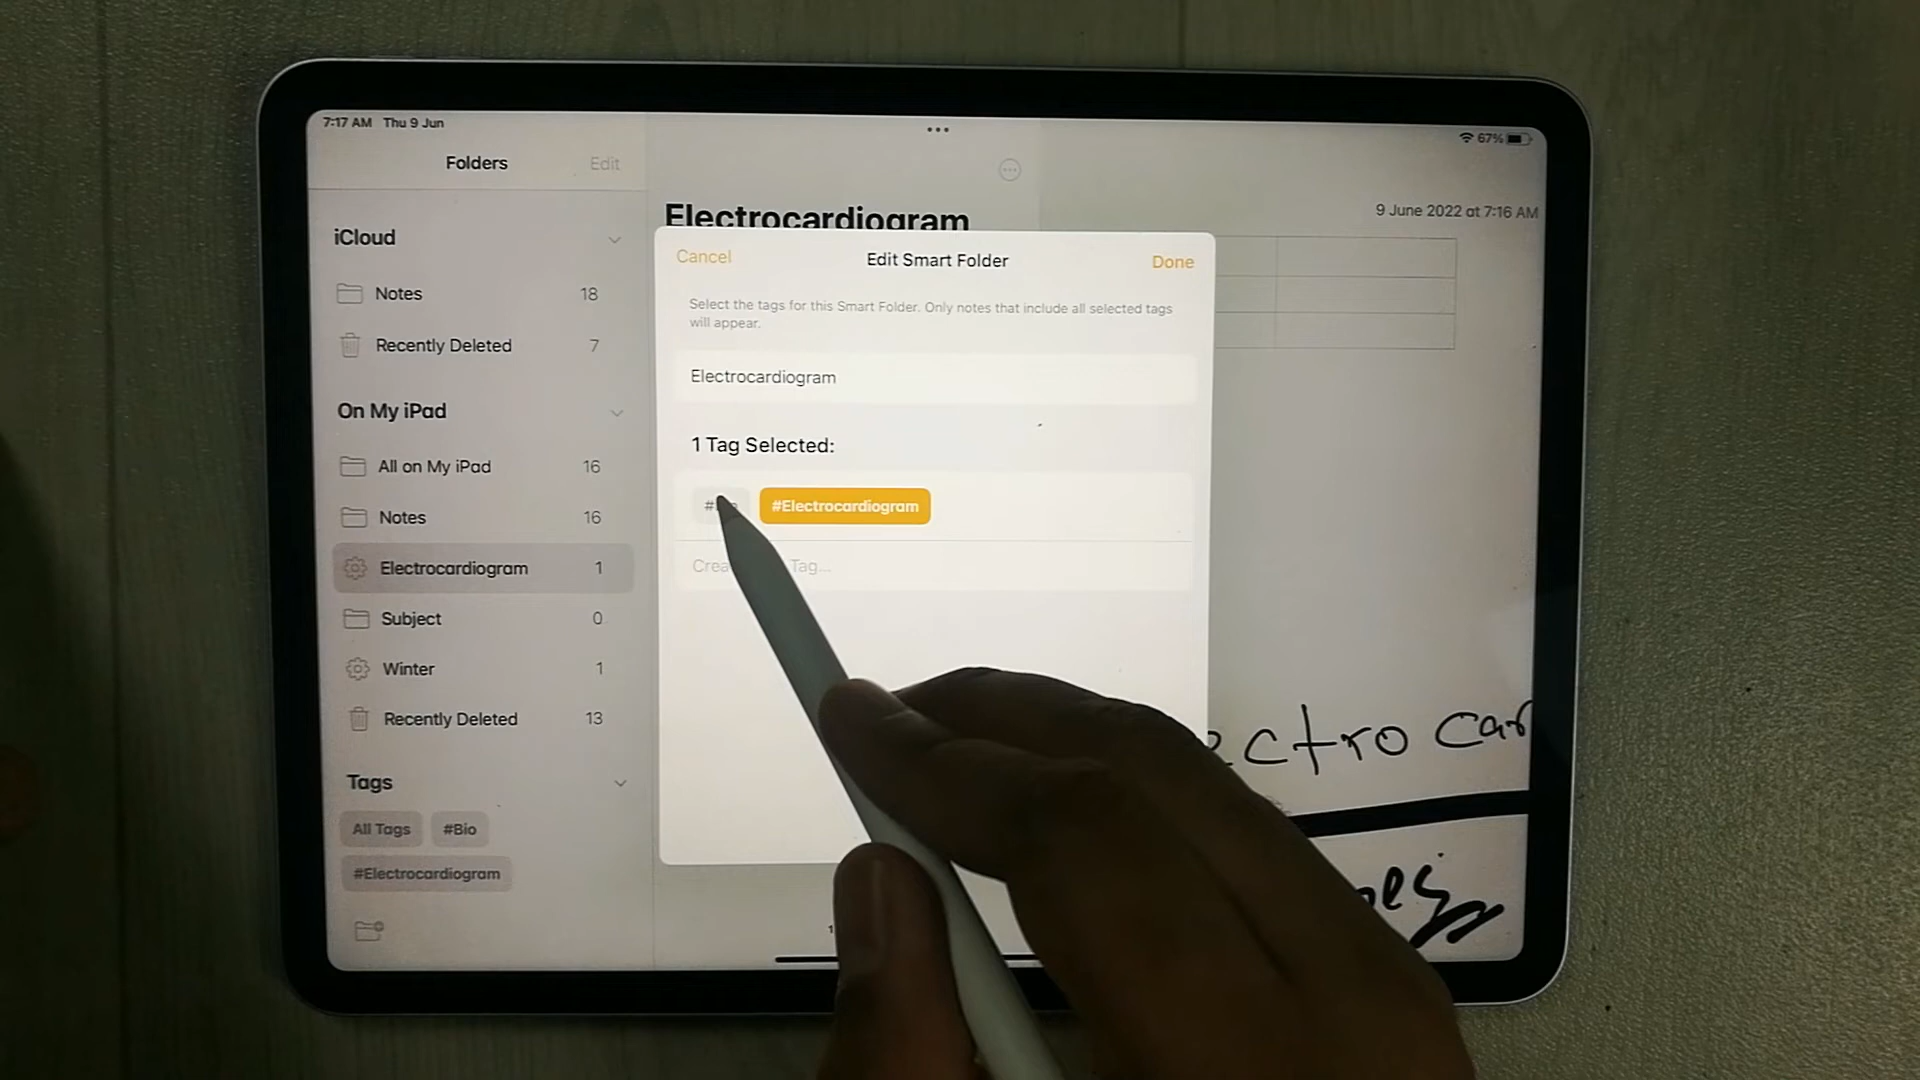 7:17 AM Thu 9 Jun
67%
Folders
Edit
iCloud
Notes 18
Recently Deleted 7
On My iPad
All on My iPad 16
Notes 16
Electrocardiogram 1
Subject 0
Winter 1
Recently Deleted 13
Tags
All Tags #Bio
#Electrocardiogram
Electrocardiogram
Cancel
Edit Smart Folder
Done
Select the tags for this Smart Folder. Only notes that include all selected tags
will appear.
Electrocardiogram
1 Tag Selected:
#Electrocardiogram
Tag...
9 June 2022 at 7:16 AM
ectro car